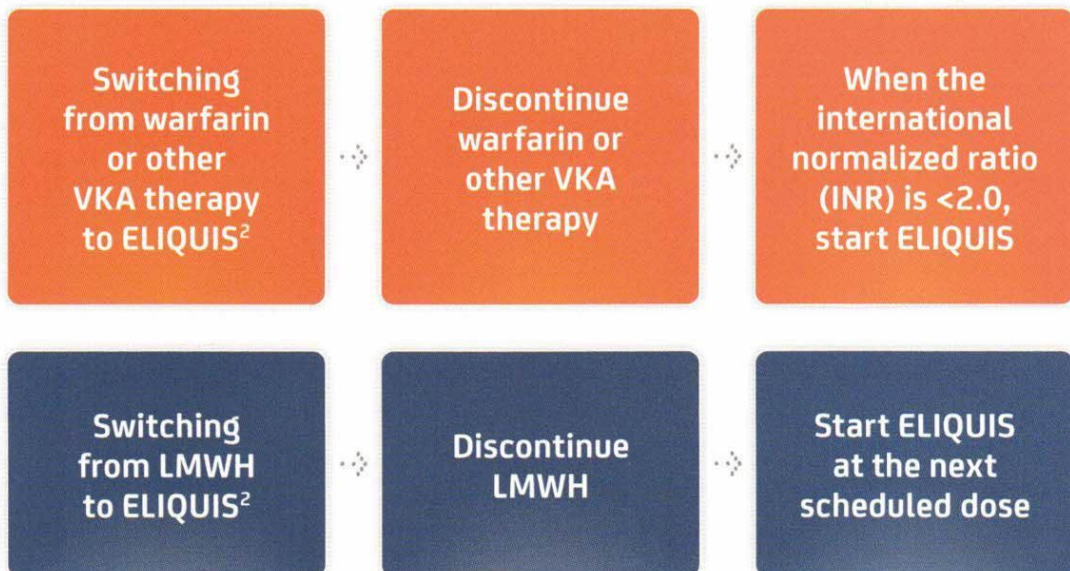 Switching
from warfarin
or other
VKA therapy
to ELIQUIS²
Discontinue
warfarin or
other VKA
therapy
When the
international
normalized ratio
(INR) is <2.0,
start ELIQUIS
Switching
from LMWH
to ELIQUIS²
Discontinue
LMWH
Start ELIQUIS
at the next
scheduled dose